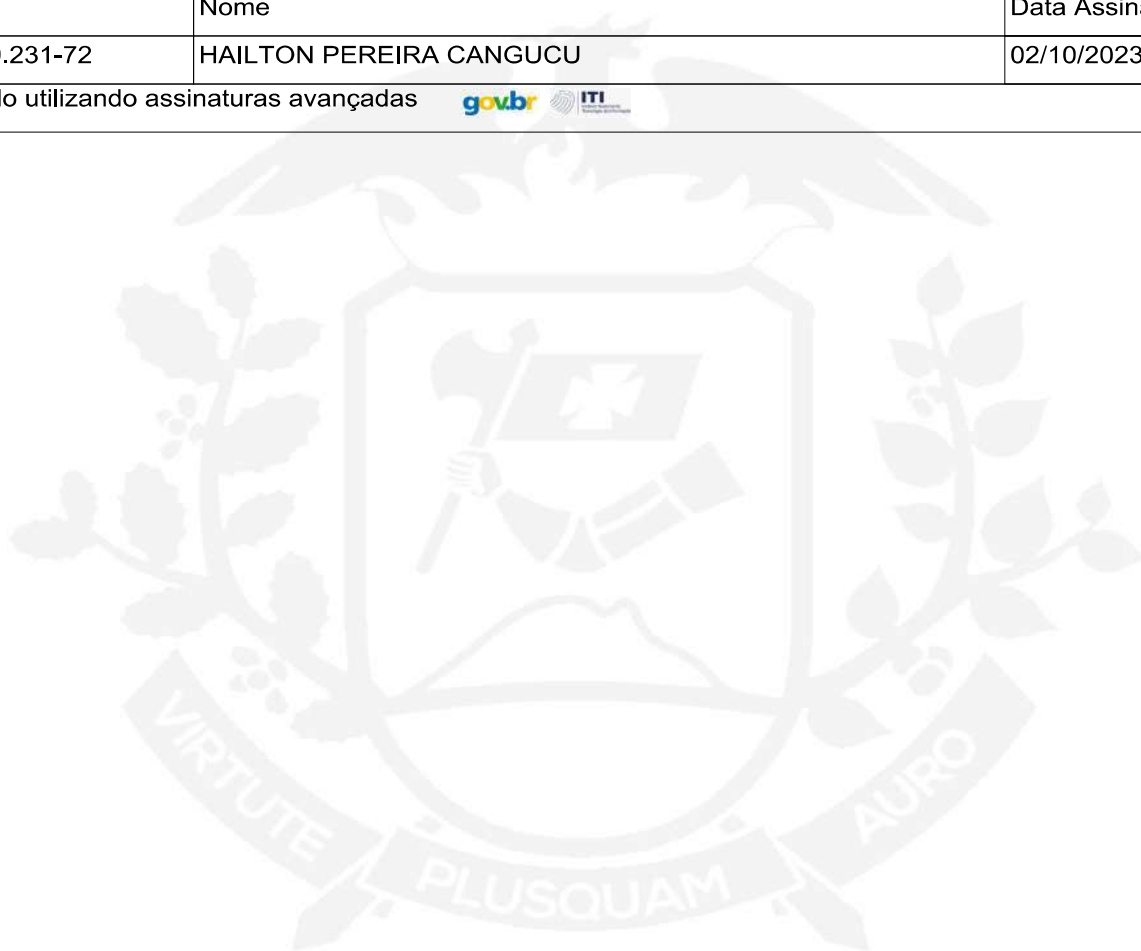 Nome Data Assina
.231-72 HAILTON PEREIRA CANGUCU 02/10/2023
do utilizando assinaturas avançadas gov.br ITI
VIRTUTE PLUSQUAM AURO